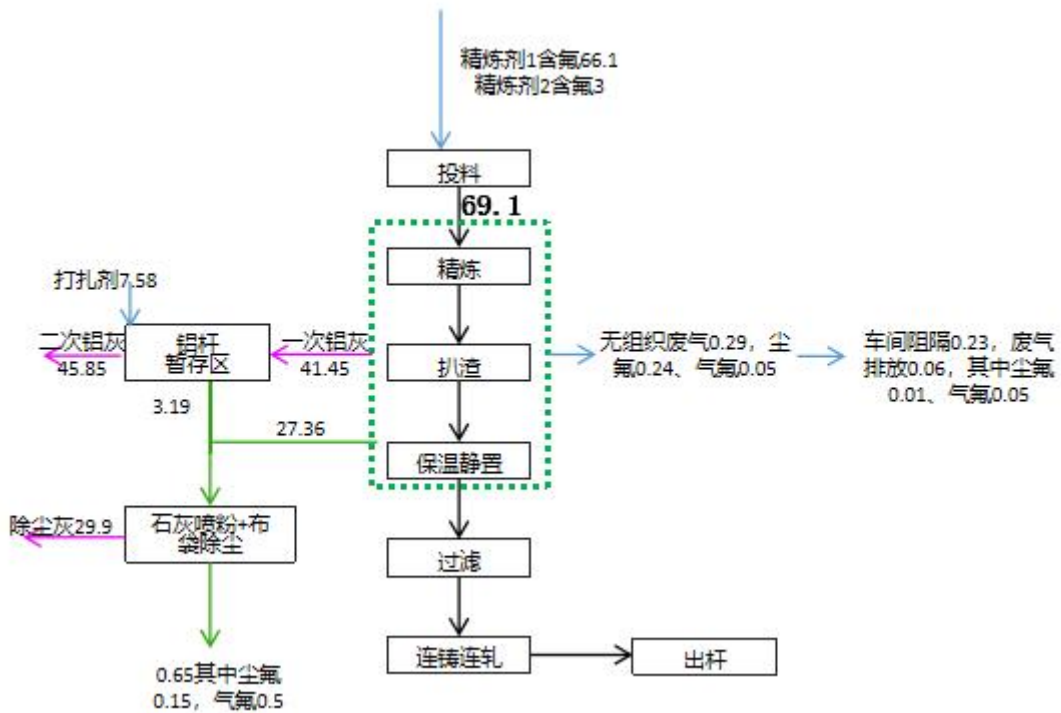 精炼剂1含氟66.1
精炼剂2含氟3
投料
69.1
精炼
打扎剂7.58
二次铝灰
45.85
铝杆
暂存区
一次铝灰
41.45
扒渣
无组织废气0.29，尘
氟0.24、气氟0.05
车间阻隔0.23，废气
排放0.06，其中尘氟
0.01、气氟0.05
3.19
27.36
保温静置
除尘灰29.9
石灰喷粉+布
袋除尘
过滤
连铸连轧
出杆
0.65其中尘氟
0.15，气氟0.5